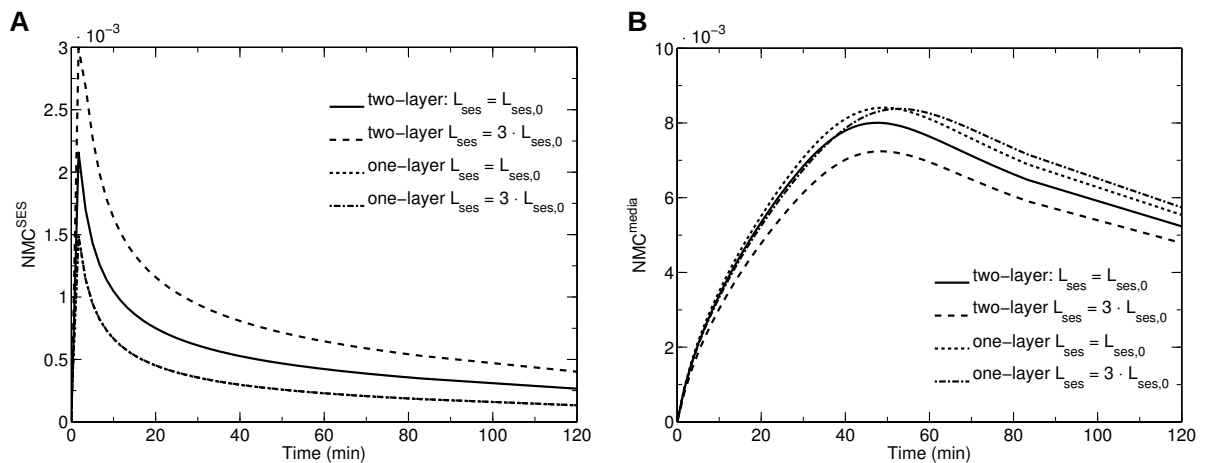 A
· 10⁻³
3
2.5
2
1.5
1
0.5
0
0 20 40 60 80 100 120
Time (min)
NMC^SES
two−layer: L_ses = L_ses,0
two−layer L_ses = 3 · L_ses,0
one−layer L_ses = L_ses,0
one−layer L_ses = 3 · L_ses,0
B
· 10⁻³
10
8
6
4
2
0
0 20 40 60 80 100 120
Time (min)
NMC^media
two−layer: L_ses = L_ses,0
two−layer L_ses = 3 · L_ses,0
one−layer L_ses = L_ses,0
one−layer L_ses = 3 · L_ses,0